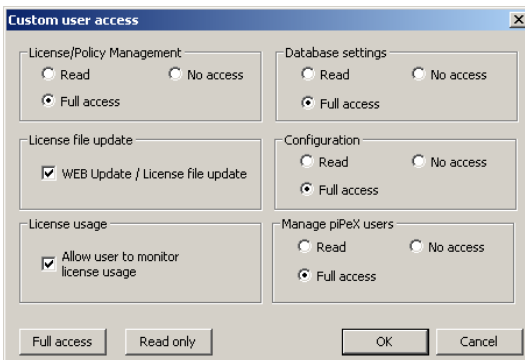 Custom user access
License/Policy Management
Read No access
Full access
Database settings
Read No access
Full access
License file update
WEB Update / License file update
Configuration
Read No access
Full access
License usage
Allow user to monitor
license usage
Manage piPeX users
Read No access
Full access
Full access Read only OK Cancel